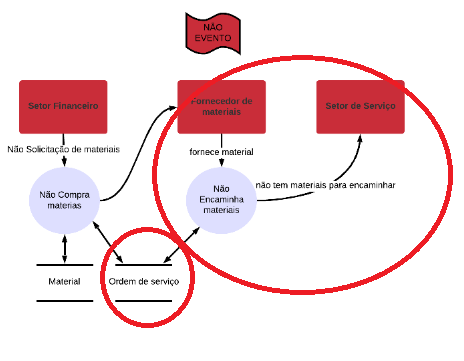 NÃO
EVENTO
Setor Financeiro
Fornecedor de
materiais
Setor de Serviço
Não Solicitação de materiais
fornece material
Não Compra
materias
Não
Encaminha
materiais
não tem materiais para encaminhar
Material
Ordem de serviço